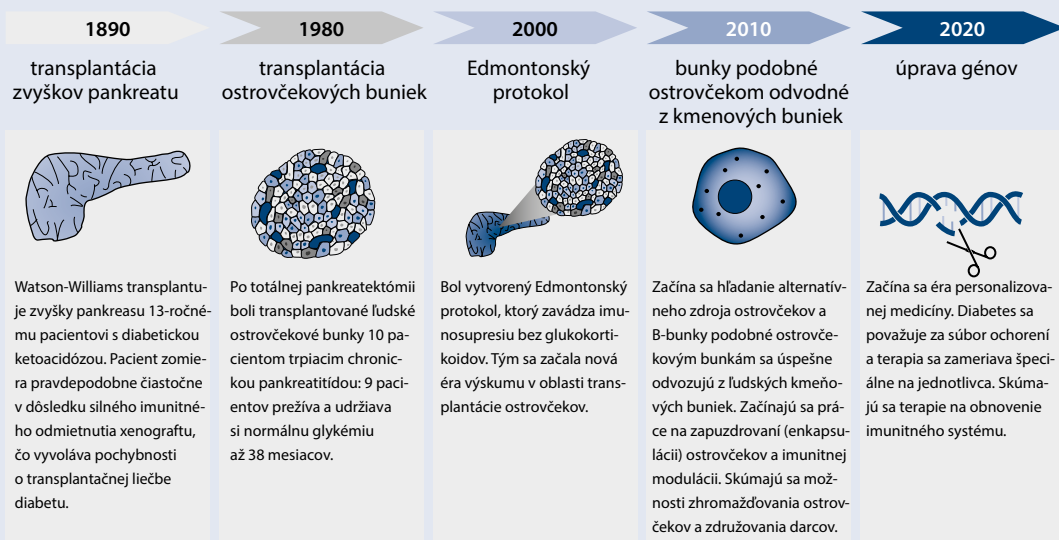 1890
transplantácia
zvyškov pankreatu
Watson-Williams transplantu-
je zvyšky pankreasu 13-ročné-
mu pacientovi s diabetickou
ketoacidózou. Pacient zomie-
ra pravdepodobne čiastočne
v dôsledku silného imunitné-
ho odmietnutia xenograftu,
čo vyvoláva pochybnosti
o transplantačnej liečbe
diabetu.
1980
transplantácia
ostrovčekových buniek
Po totálnej pankreatektómii
boli transplantované ľudské
ostrovčekové bunky 10 pa-
cientom trpiacim chronic-
kou pankreatitídou: 9 paci-
entov prežíva a udržiava
si normálnu glykémiu
až 38 mesiacov.
2000
Edmontonský
protokol
Bol vytvorený Edmontonský
protokol, ktorý zavádza imu-
nosupresiu bez glukokorti-
koidov. Tým sa začala nová
éra výskumu v oblasti trans-
plantácie ostrovčekov.
2010
bunky podobné
ostrovčekom odvodné
z kmenových buniek
Začína sa hľadanie alternatív-
neho zdroja ostrovčekov a
B-bunky podobné ostrovče-
kovým bunkám sa úspešne
odvozujú z ľudských kmeňo-
vých buniek. Začínajú sa prá-
ce na zapuzdrovaní (enkapsu-
lácii) ostrovčekov a imunitnej
modulácii. Skúmajú sa mož-
nosti zhromažďovania ostrov-
čekov a združovania darcov.
2020
úprava génov
Začína sa éra personalizova-
nej medicíny. Diabetes sa
považuje za súbor ochorení
a terapia sa zameriava špeci-
álne na jednotlivca. Skúma-
jú sa terapie na obnovenie
imunitného systému.